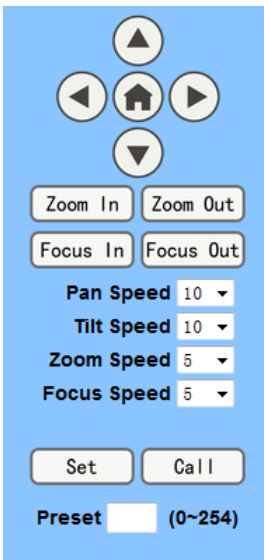 Zoom In Zoom Out
Focus In Focus Out
Pan Speed 10
Tilt Speed 10
Zoom Speed 5
Focus Speed 5
Set Call
Preset (0~254)